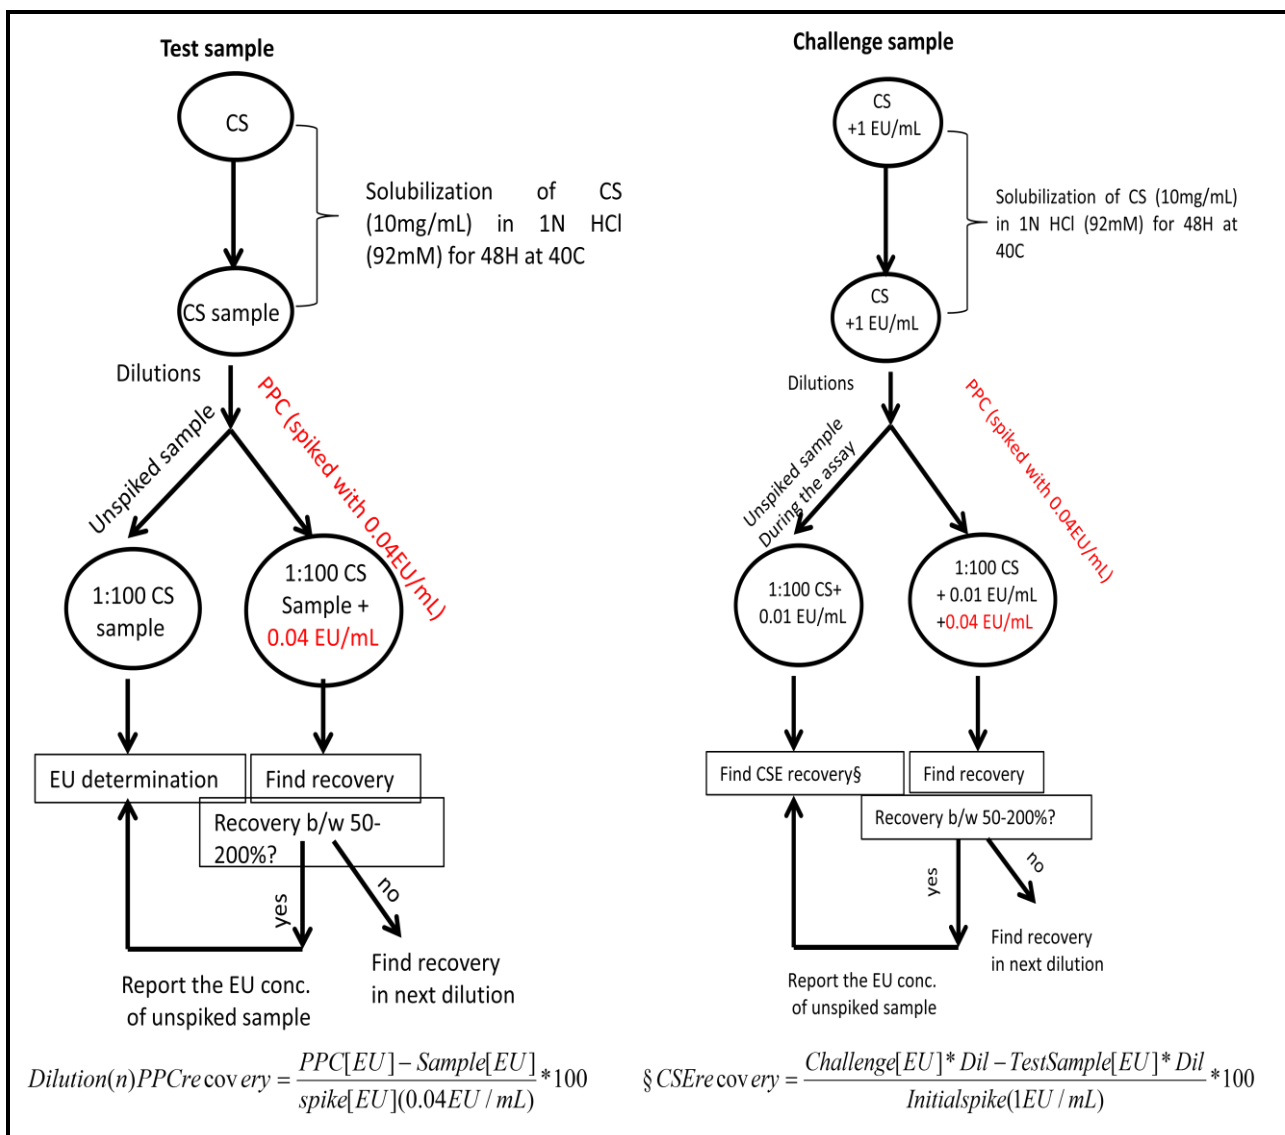 Test sample
CS
Solubilization of CS
(10mg/mL) in 1N HCl
(92mM) for 48H at 40C
CS sample
Dilutions
Unspiked sample
PPC (spiked with 0.04EU/mL)
1:100 CS
sample
1:100 CS
Sample +
0.04 EU/mL
EU determination
Find recovery
Recovery b/w 50-
200%?
yes
no
Report the EU conc.
of unspiked sample
Find recovery
in next dilution
Dilution(n)PPCre cov ery = PPC[EU] – Sample[EU] / spike[EU](0.04EU / mL) *100
Challenge sample
CS
+1 EU/mL
Solubilization of CS (10mg/mL)
in 1N HCl (92mM) for 48H at
40C
CS
+1 EU/mL
Dilutions
Unspiked sample
During the assay
PPC (spiked with 0.04EU/mL)
1:100 CS+
0.01 EU/mL
1:100 CS
+ 0.01 EU/mL
+0.04 EU/mL
Find CSE recovery§
Find recovery
Recovery b/w 50-200%?
yes
no
Report the EU conc.
of unspiked sample
Find recovery
in next dilution
§ CSEre cov ery = Challenge[EU]* Dil – TestSample[EU]* Dil / Initialspike(1EU / mL) *100